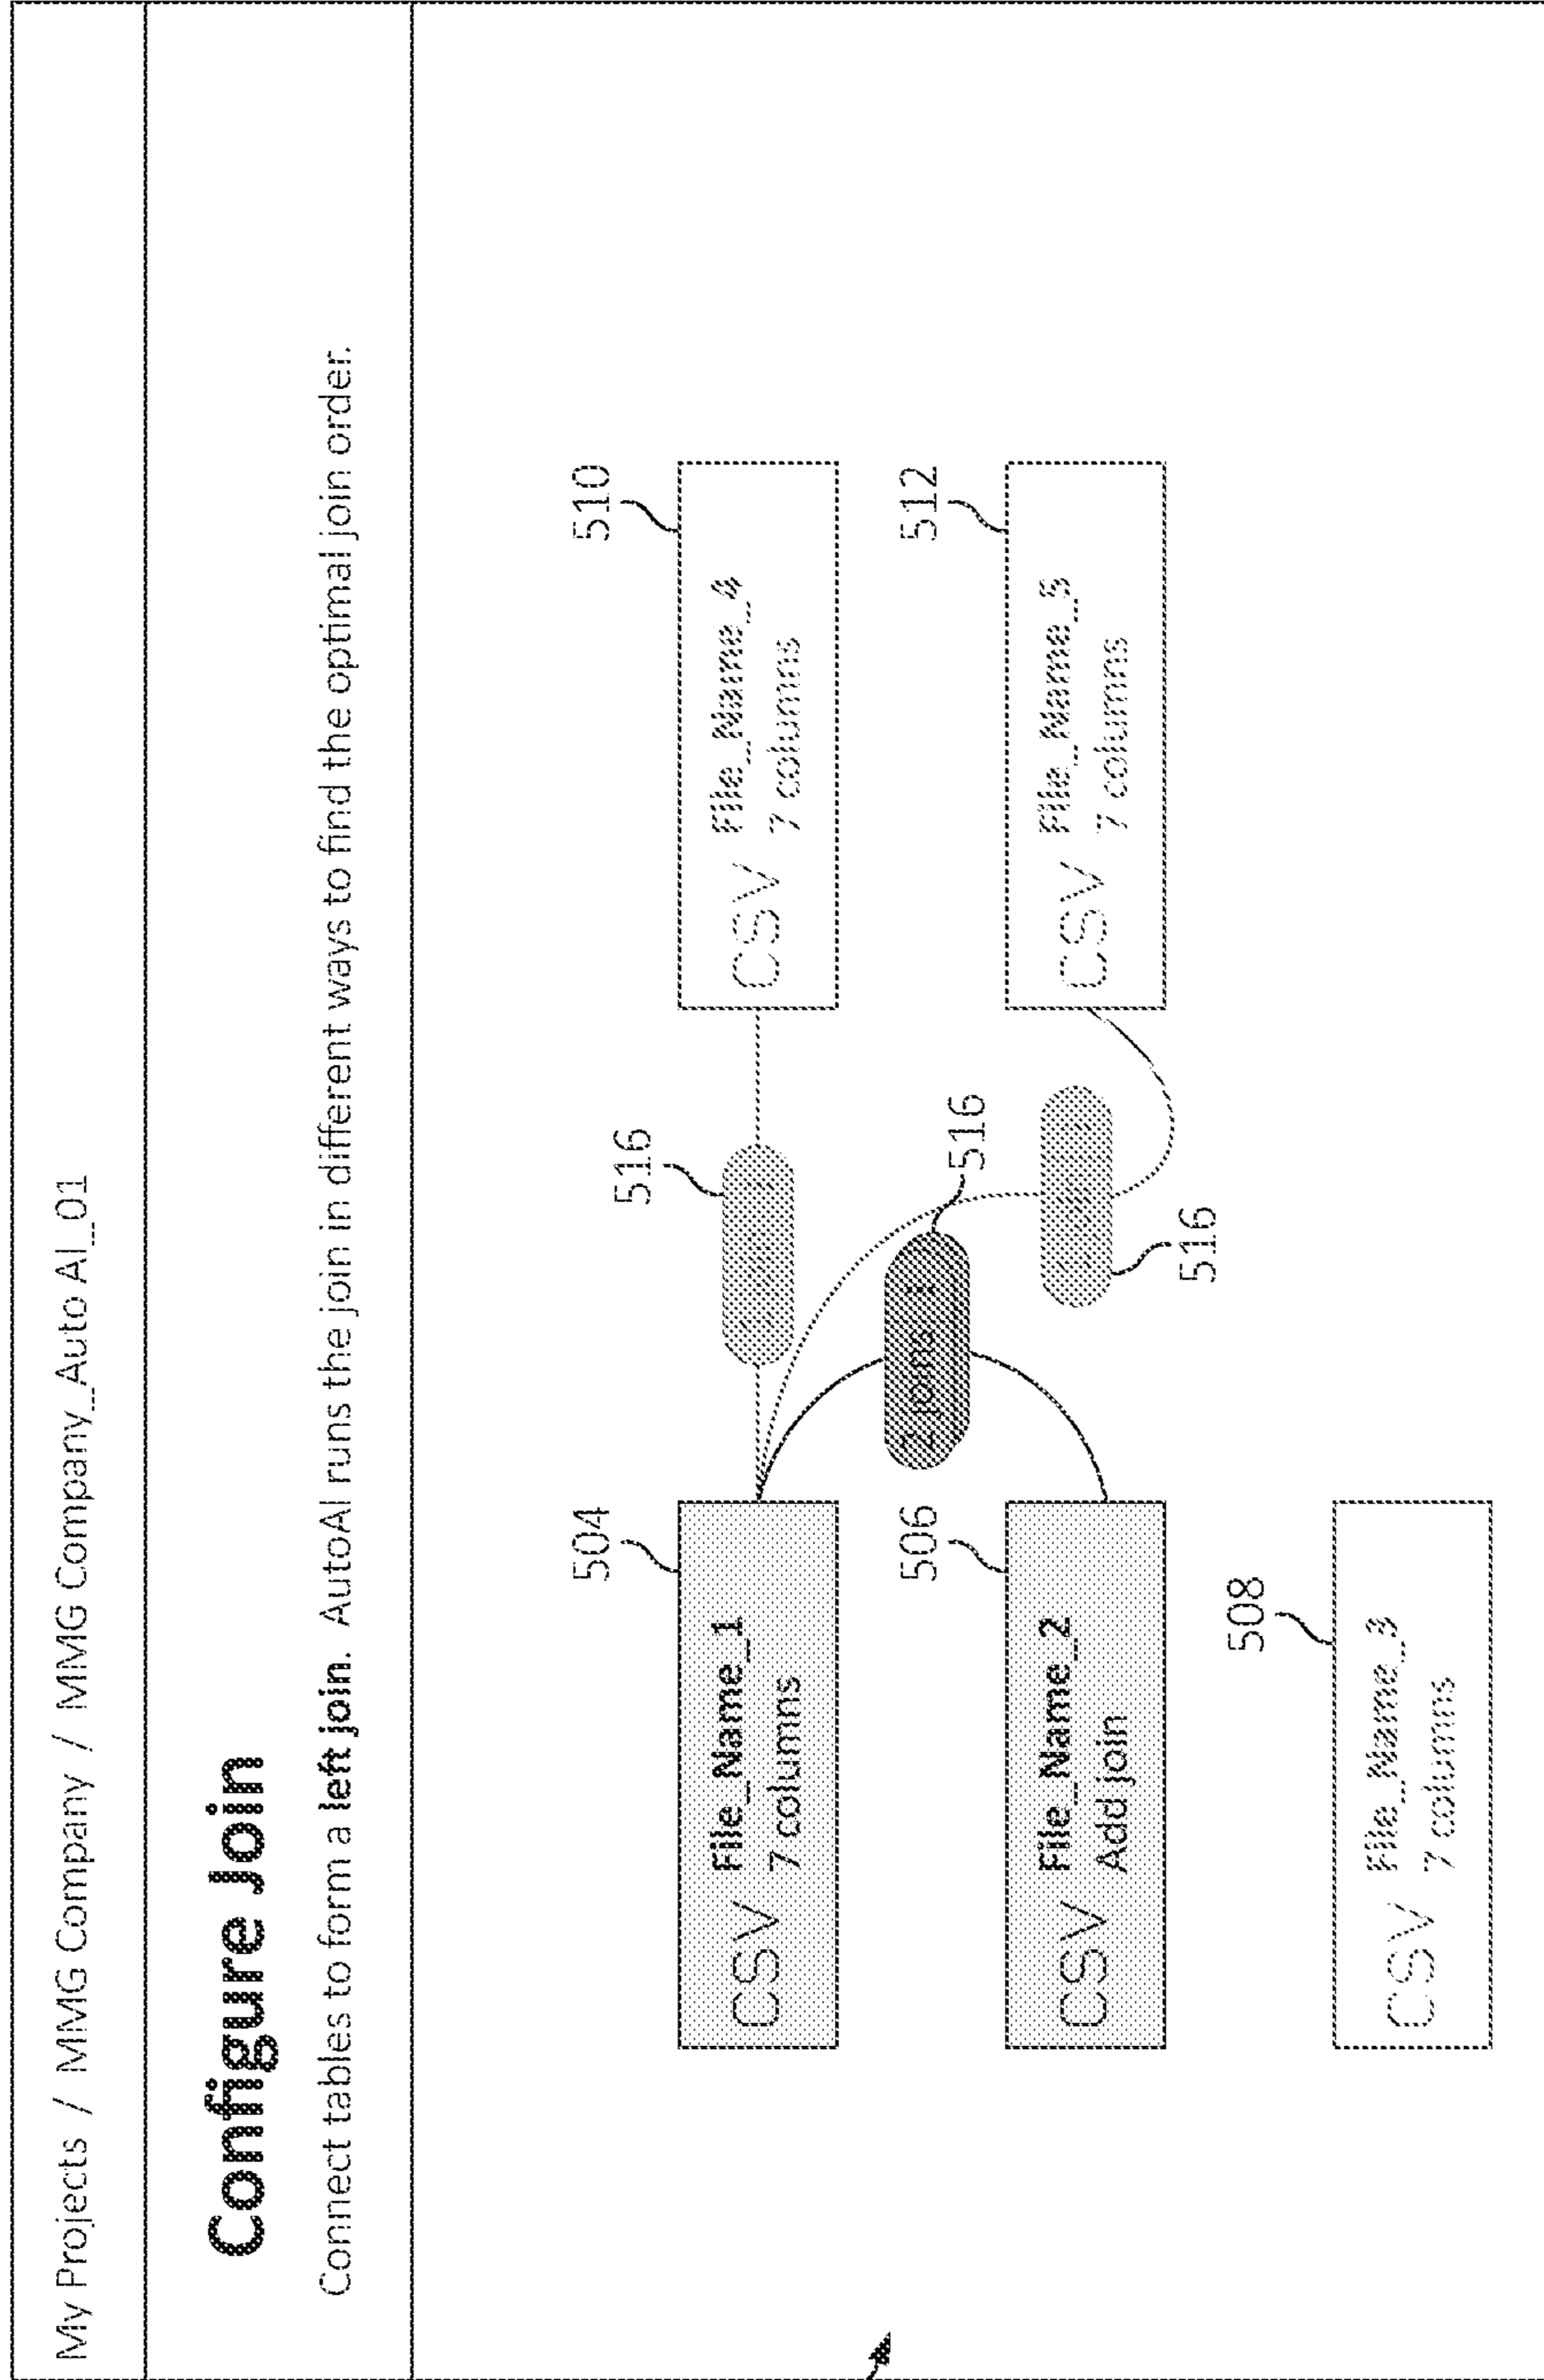 My Projects / MMG Company / MMG Company_Auto AI_01
Configure Join
Connect tables to form a left join. AutoAI runs the join in different ways to find the optimal join order.
504
CSV File_Name_1
7 columns
516
510
CSV File_Name_4
7 columns
506
CSV File_Name_2
Add join
2 joins
516
516
512
CSV File_Name_5
7 columns
508
CSV File_Name_3
7 columns